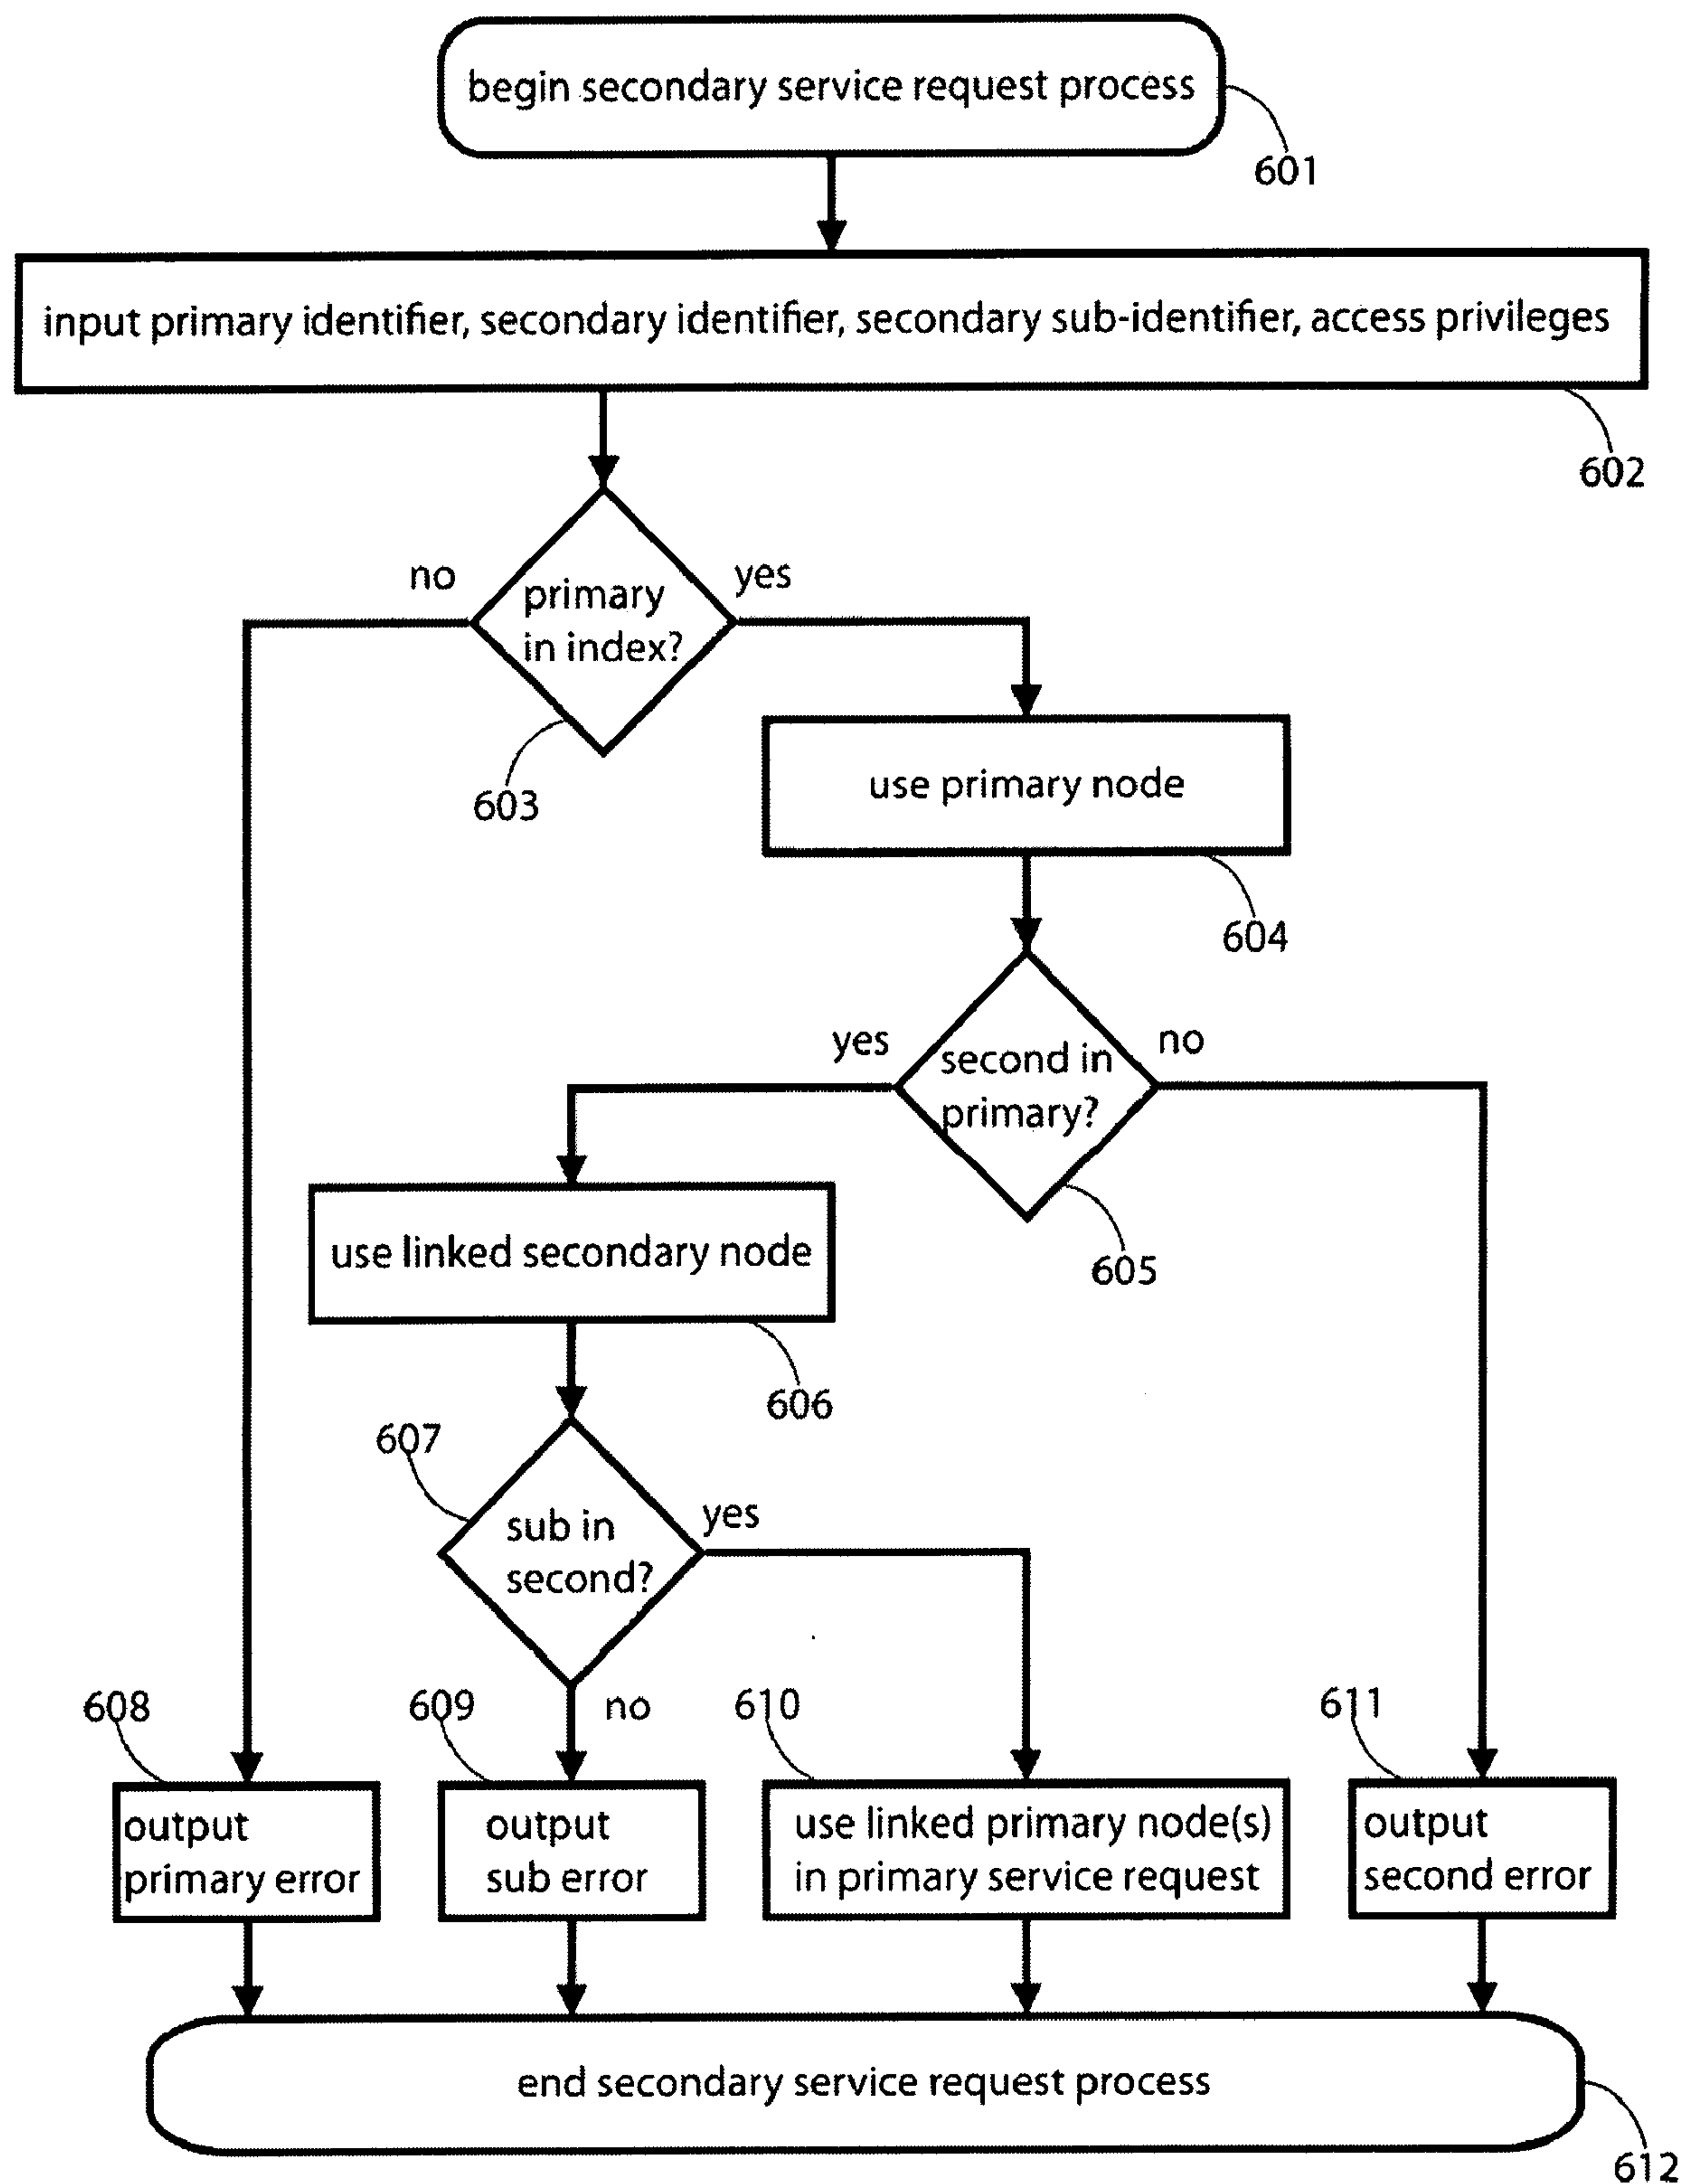 begin secondary service request process
601
input primary identifier, secondary identifier, secondary sub-identifier, access privileges
602
no
yes
primary
in index?
603
use primary node
604
yes
no
second in
primary?
605
use linked secondary node
606
607
sub in
second?
yes
no
608
609
610
611
output
primary error
output
sub error
use linked primary node(s)
in primary service request
output
second error
end secondary service request process
612